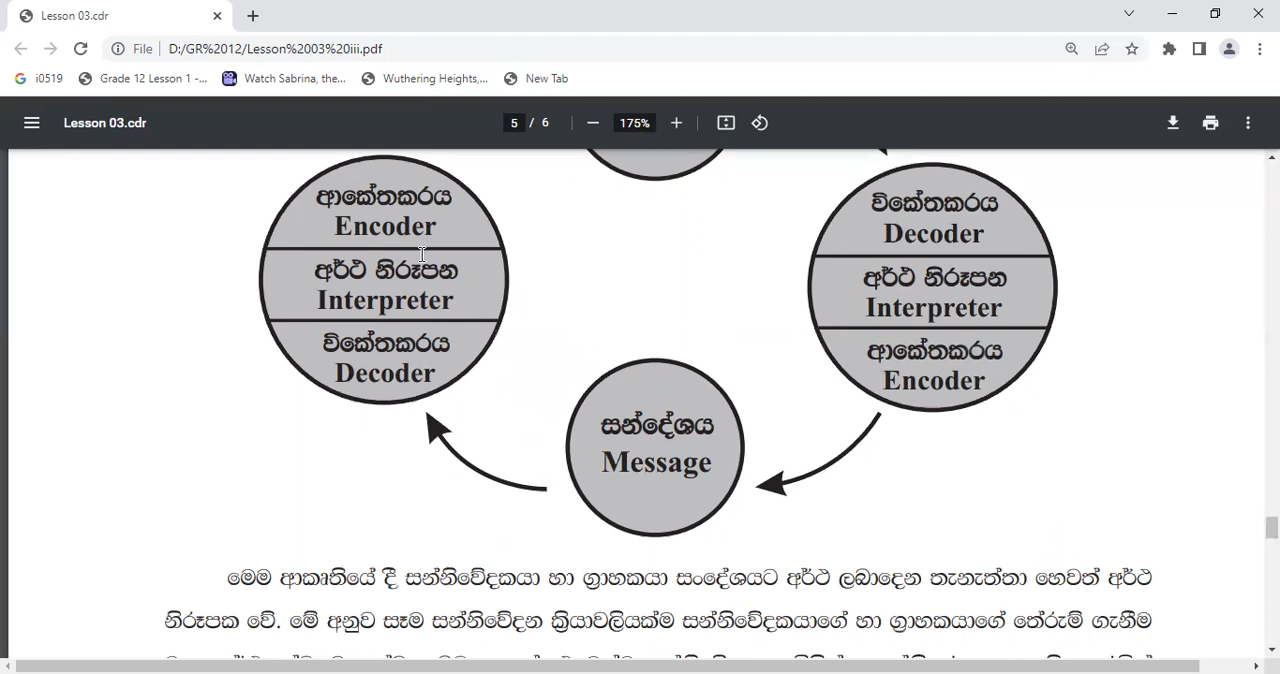 Lesson 03.cdr
File D:/GR%2012/Lesson%2003%20iii.pdf
i0519 Grade 12 Lesson 1 -... Watch Sabrina, the... Wuthering Heights,... New Tab
Lesson 03.cdr 5 / 6 175%
ආකේතකරය
Encoder
අර්ථ නිරූපන
Interpreter
විකේතකරය
Decoder
විකේතකරය
Decoder
අර්ථ නිරූපන
Interpreter
ආකේතකරය
Encoder
සන්දේශය
Message
මෙම ආකෘතියේ දී සන්නිවේදකයා හා ග්‍රාහකයා සංදේශයට අර්ථ ලබාදෙන තැනැත්තා හෙවත් අර්ථ
නිරූපක වේ. මේ අනුව සෑම සන්නිවේදන ක්‍රියාවලියක්ම සන්නිවේදකයාගේ හා ග්‍රාහකයාගේ තේරුම් ගැනීම